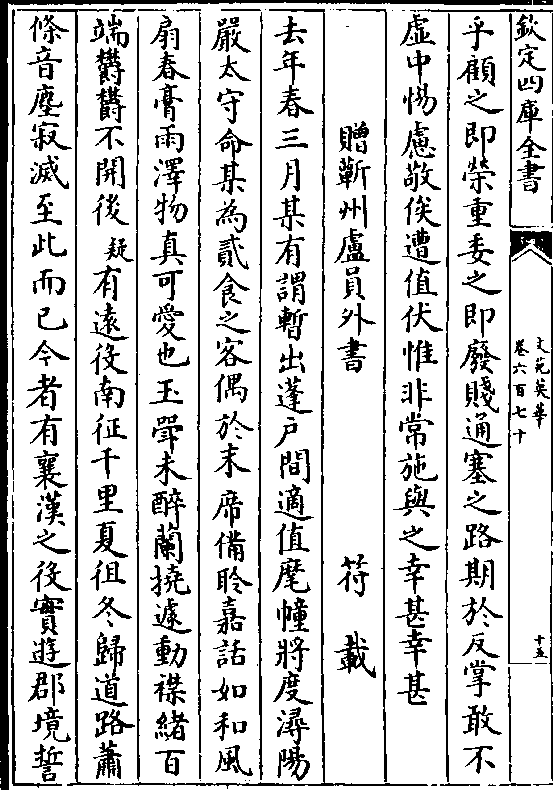 欽定四庫全書
文苑英華
卷六百七十
十五
乎顧之即榮重委之即廢賤通塞之路期於反掌敢不
虛中惕慮敬俟遭值伏惟非常施與之幸甚幸甚
贈蘄州盧員外書 符載
去年春三月某有謂暫出蓬戶間適值麾幢將度潯陽
嚴太守命某為貳食之客偶於末席備聆嘉話如和風
扇春膏雨澤物真可愛也玉斝未醉蘭撓遽動襟緒百
端欝欝不開後疑有遠役南征千里夏徂冬歸道路蕭
條音塵寂滅至此而已今者有襄漢之役實遊郡境誓